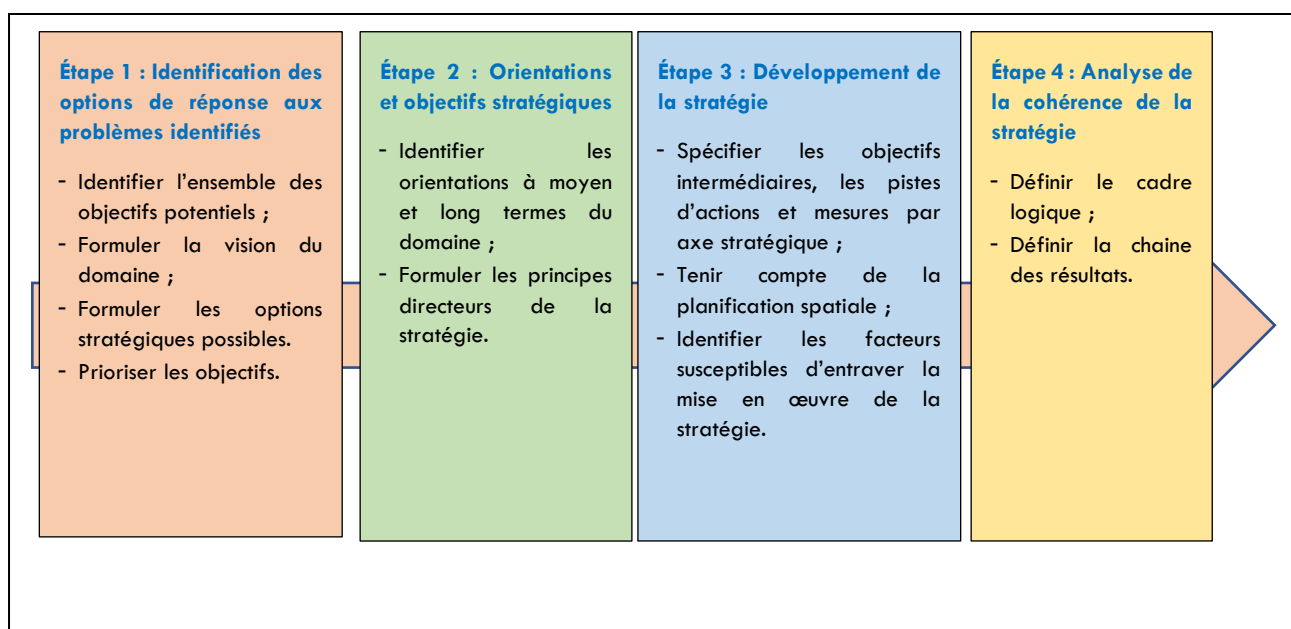 Étape 1 : Identification des
options de réponse aux
problèmes identifiés
- Identifier l’ensemble des
objectifs potentiels ;
- Formuler la vision du
domaine ;
- Formuler les options
stratégiques possibles.
- Prioriser les objectifs.
Étape 2 : Orientations
et objectifs stratégiques
- Identifier les
orientations à moyen
et long termes du
domaine ;
- Formuler les principes
directeurs de la
stratégie.
Étape 3 : Développement de
la stratégie
- Spécifier les objectifs
intermédiaires, les pistes
d’actions et mesures par
axe stratégique ;
- Tenir compte de la
planification spatiale ;
- Identifier les facteurs
susceptibles d’entraver la
mise en œuvre de la
stratégie.
Étape 4 : Analyse de
la cohérence de la
stratégie
- Définir le cadre
logique ;
- Définir la chaine
des résultats.